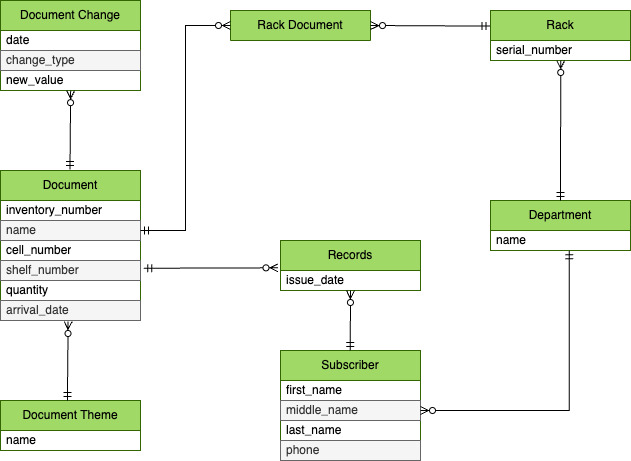 Document Change
date
change_type
new_value
Rack Document
Rack
serial_number
Document
inventory_number
name
cell_number
shelf_number
quantity
arrival_date
Department
name
Records
issue_date
Subscriber
first_name
middle_name
last_name
phone
Document Theme
name